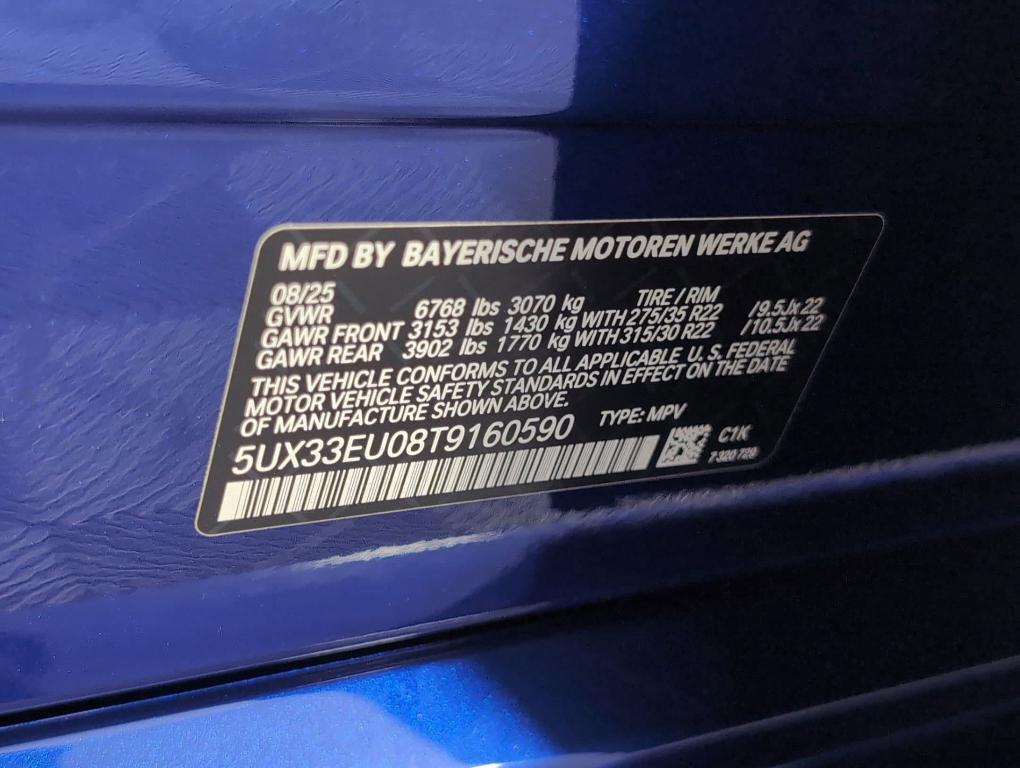 MFD BY BAYERISCHE MOTOREN WERKE AG
08/25
GVWR 6768 lbs 3070 kg TIRE / RIM
GAWR FRONT 3153 lbs 1430 kg WITH 275/35 R22 /9.5Jx22
GAWR REAR 3902 lbs 1770 kg WITH 315/30 R22 /10.5Jx22
THIS VEHICLE CONFORMS TO ALL APPLICABLE U.S. FEDERAL
MOTOR VEHICLE SAFETY STANDARDS IN EFFECT ON THE DATE
OF MANUFACTURE SHOWN ABOVE.
5UX33EU08T9160590 TYPE: MPV
C1K
7 320 729